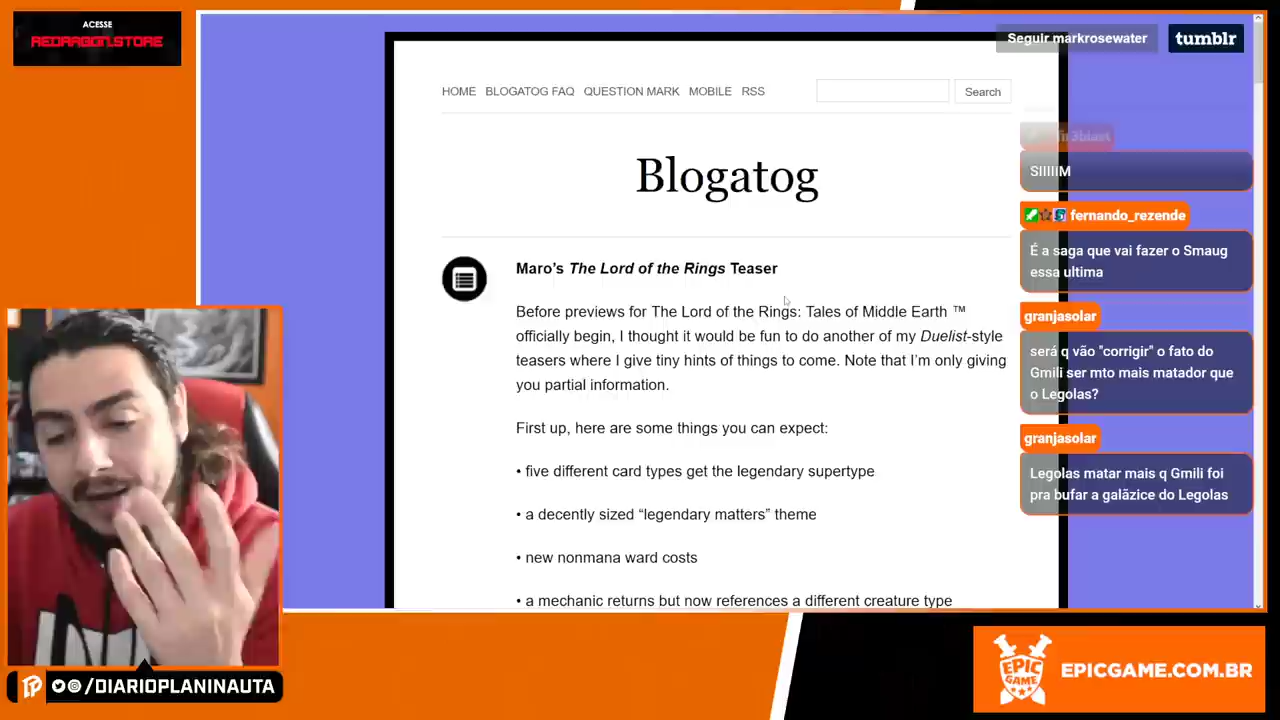 ACESSE
REDRAGON.STORE
Seguir markrosewater
tumblr
HOME BLOGATOG FAQ QUESTION MARK MOBILE RSS
Search
Blogatog
Maro's The Lord of the Rings Teaser
Before previews for The Lord of the Rings: Tales of Middle Earth ™
officially begin, I thought it would be fun to do another of my Duelist-style
teasers where I give tiny hints of things to come. Note that I'm only giving
you partial information.
First up, here are some things you can expect:
• five different card types get the legendary supertype
• a decently sized “legendary matters” theme
• new nonmana ward costs
• a mechanic returns but now references a different creature type
SIIIIIM
fernando_rezende
É a saga que vai fazer o Smaug
essa ultima
granjasolar
será q vão "corrigir" o fato do
Gmili ser mto mais matador que
o Legolas?
granjasolar
Legolas matar mais q Gmili foi
pra bufar a galãzice do Legolas
@/DIARIOPLANINAUTA
EPIC
GAME
EPICGAME.COM.BR